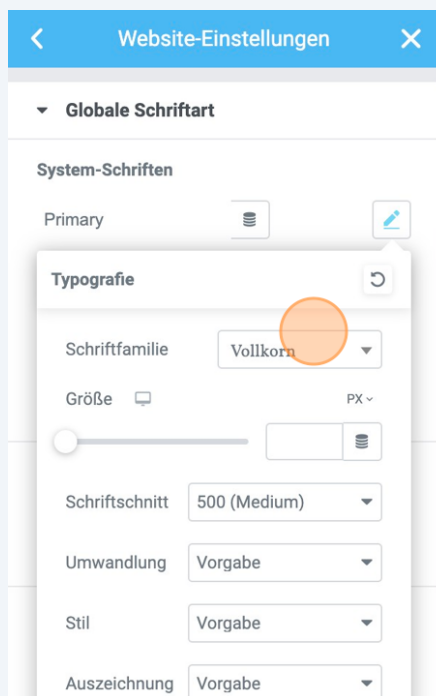 Website-Einstellungen
Globale Schriftart
System-Schriften
Primary
Typografie
Schriftfamilie Vollkorn
Größe PX
Schriftschnitt 500 (Medium)
Umwandlung Vorgabe
Stil Vorgabe
Auszeichnung Vorgabe